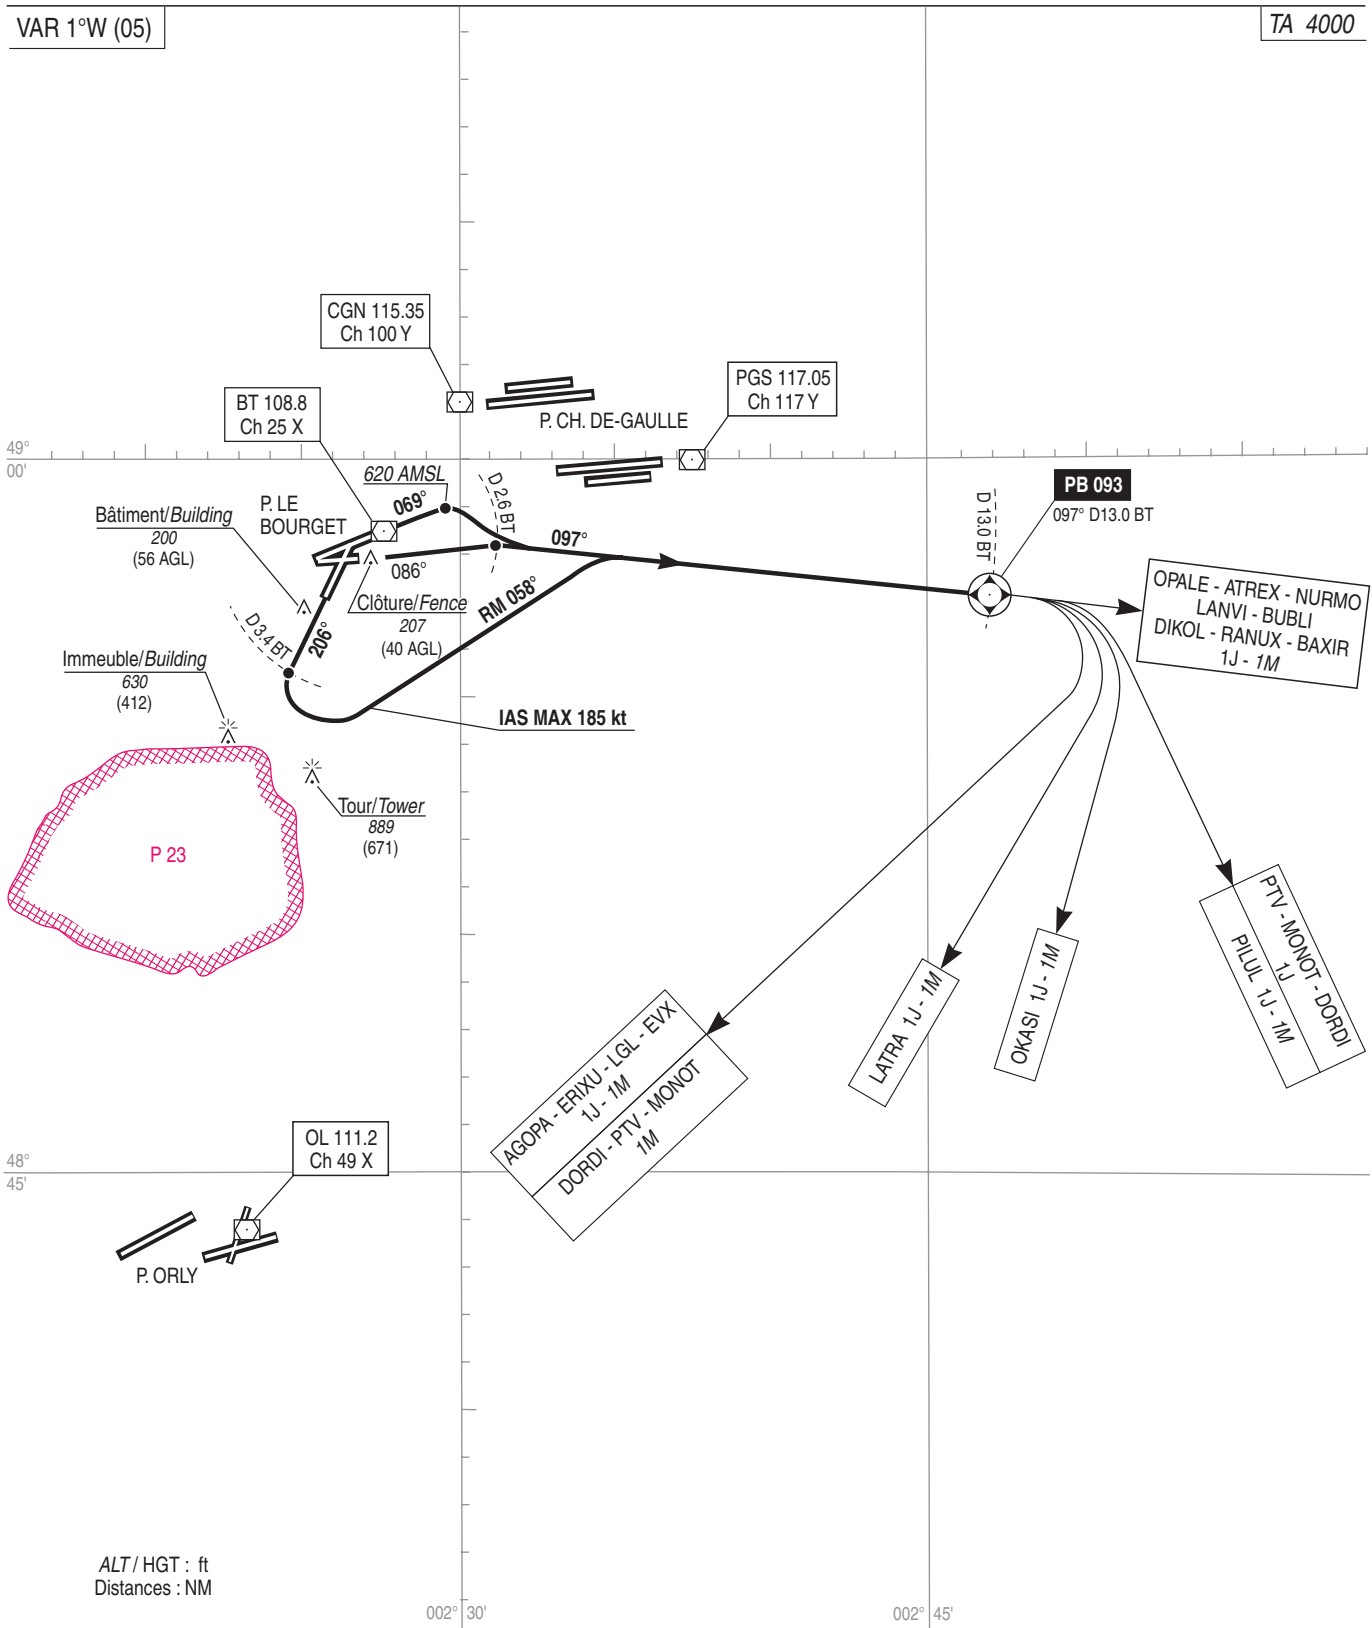 VAR 1°W (05)
TA 4000
CGN 115.35
Ch 100 Y
PGS 117.05
Ch 117 Y
BT 108.8
Ch 25 X
P. CH. DE-GAULLE
49°
00'
620 AMSL
D 2.6 BT
069°
P. LE
BOURGET
PB 093
097° D13.0 BT
D 13.0 BT
Bâtiment/Building
200
(56 AGL)
097°
086°
Clôture/Fence
207
(40 AGL)
RM 058°
D 3.4 BT
206°
OPALE - ATREX - NURMO
LANVI - BUBLI
DIKOL - RANUX - BAXIR
1J - 1M
Immeuble/Building
630
(412)
IAS MAX 185 kt
Tour/Tower
889
(671)
P 23
PTV - MONOT - DORDI
1J
PILUL 1J - 1M
OKASI 1J - 1M
LATRA 1J - 1M
AGOPA - ERIXU - LGL - EVX
1J - 1M
DORDI - PTV - MONOT
1M
OL 111.2
Ch 49 X
48°
45'
P. ORLY
ALT / HGT : ft
Distances : NM
002° 30'
002° 45'